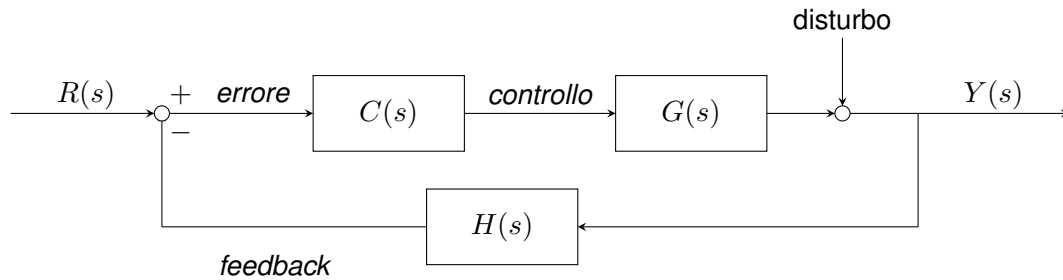 disturbo
R(s) + errore C(s) controllo G(s) Y(s)
−
H(s)
feedback